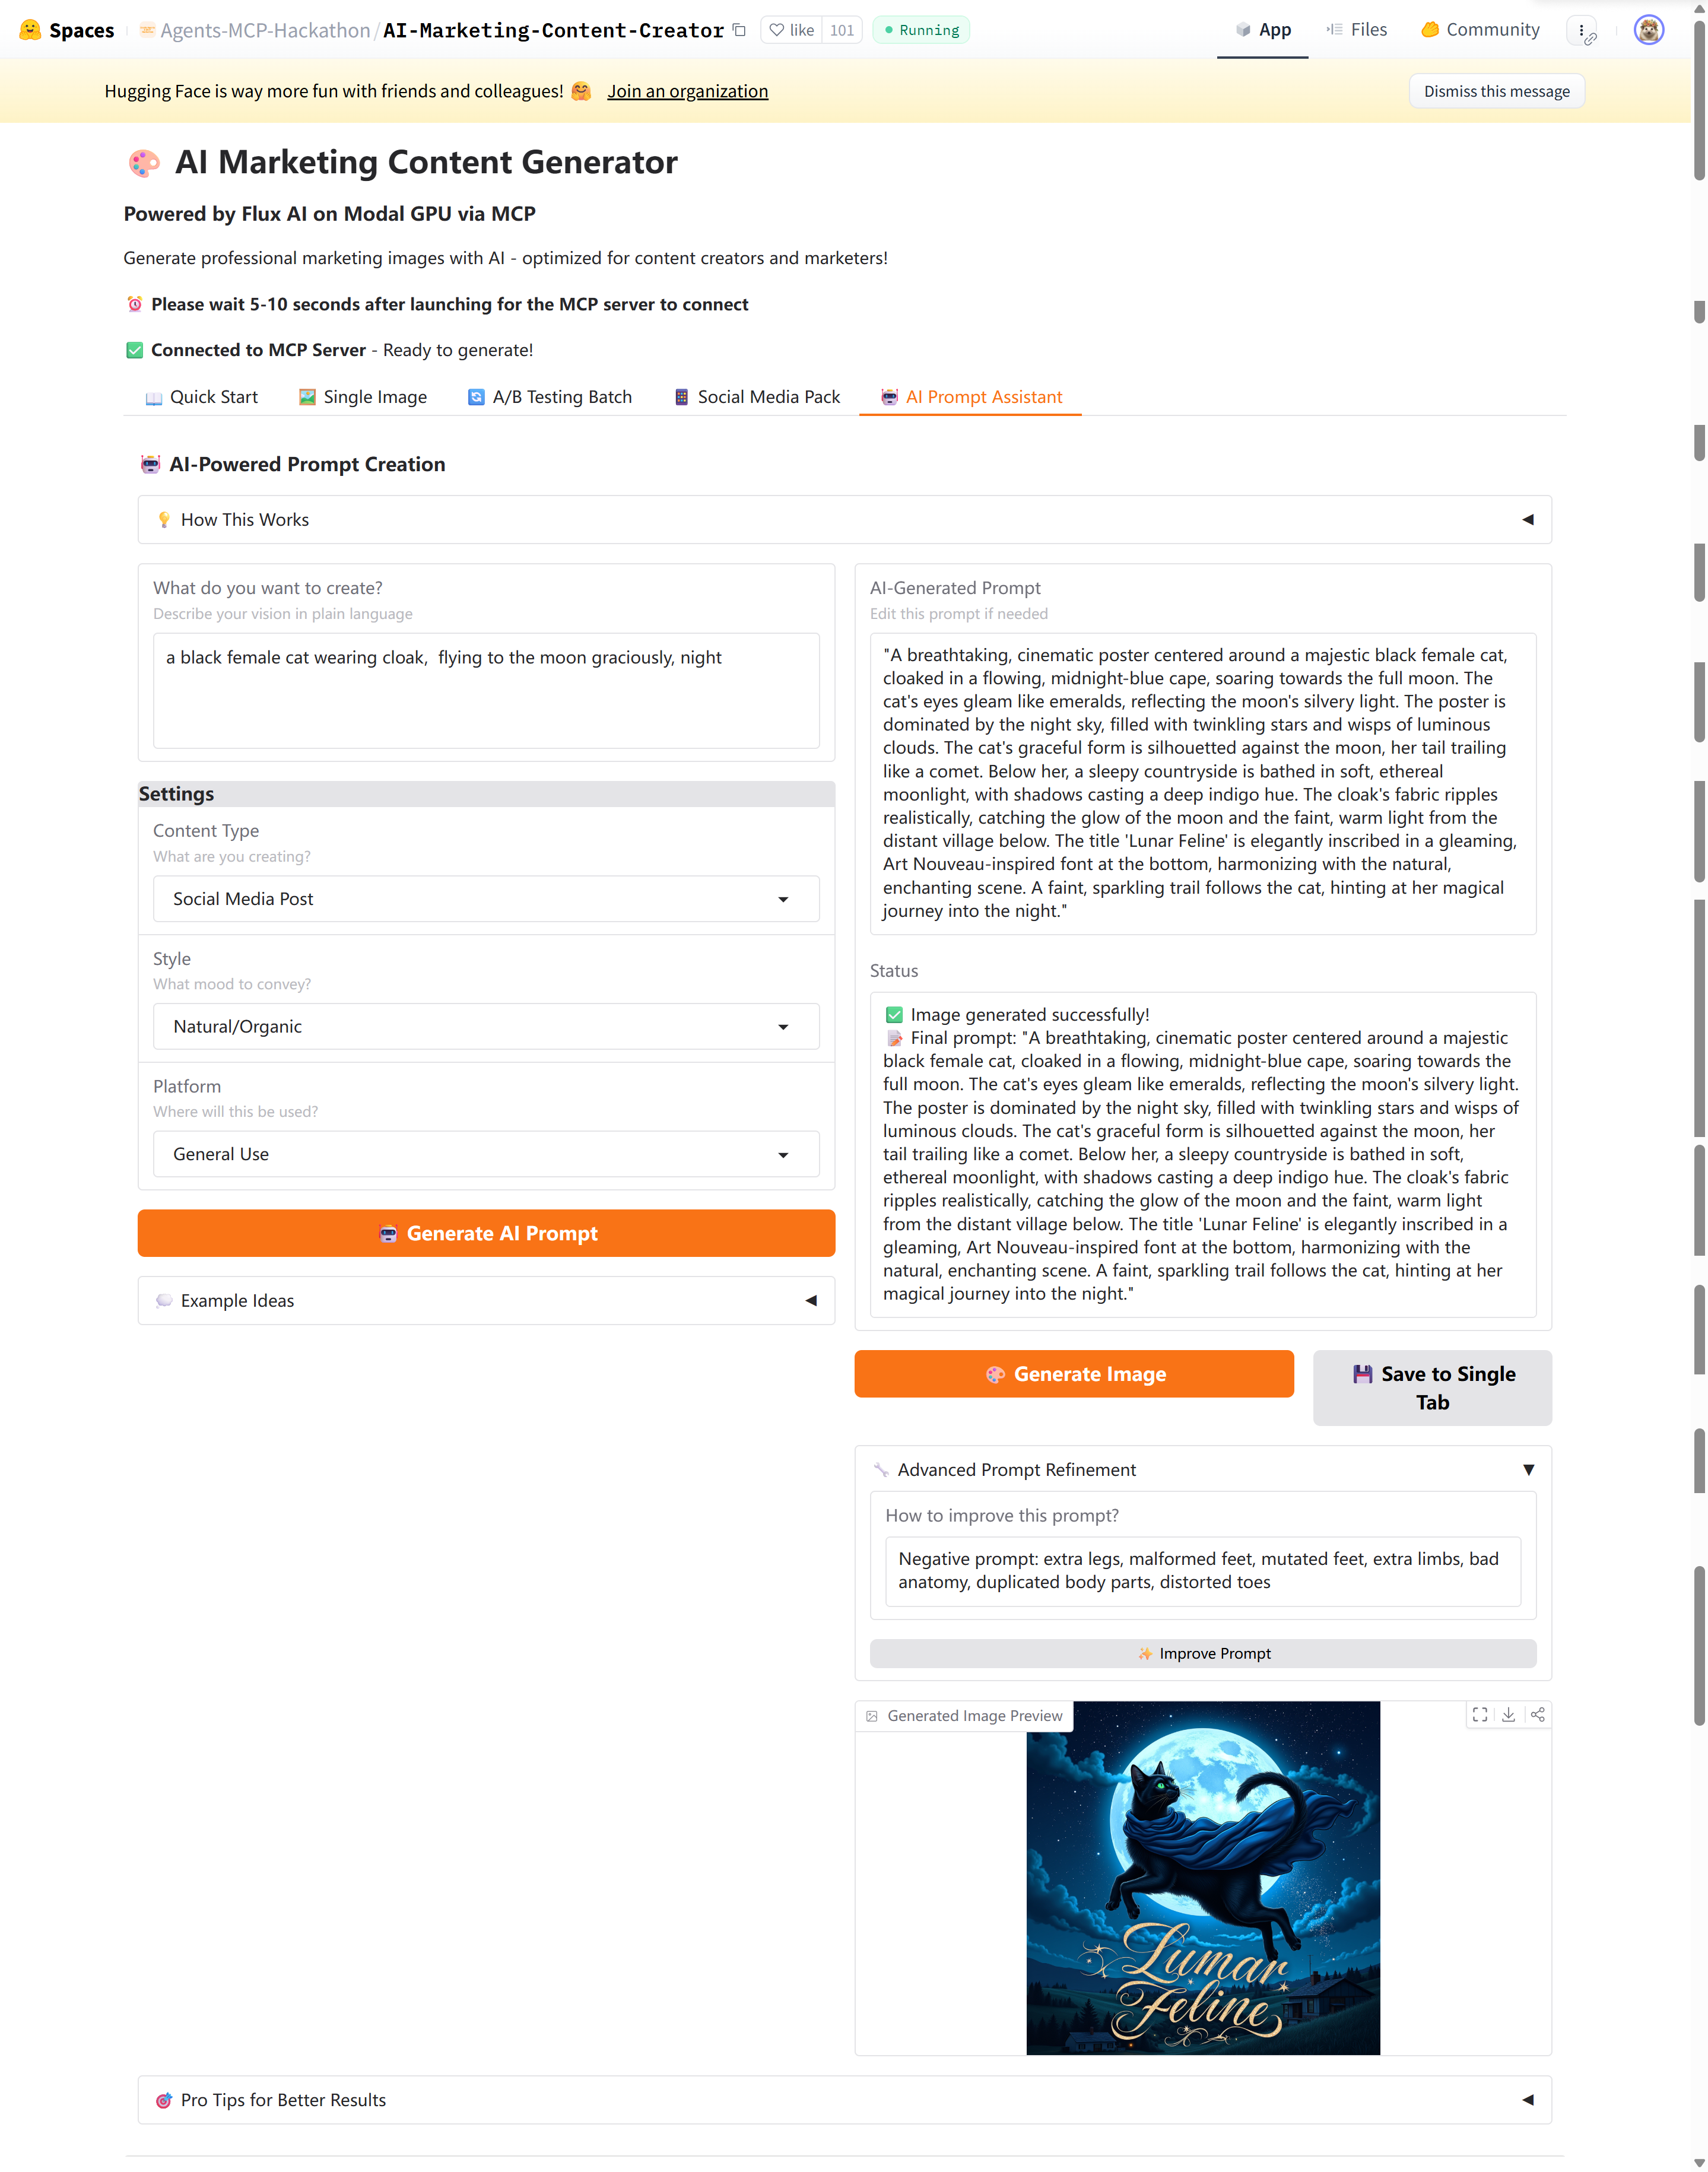 Spaces
Agents-MCP-Hackathon/AI-Marketing-Content-Creator
like 101
Running
App
Files
Community
Hugging Face is way more fun with friends and colleagues! 🤗 Join an organization
Dismiss this message
🎨 AI Marketing Content Generator
Powered by Flux AI on Modal GPU via MCP
Generate professional marketing images with AI - optimized for content creators and marketers!
⏰ Please wait 5-10 seconds after launching for the MCP server to connect
✅ Connected to MCP Server - Ready to generate!
📖 Quick Start
🖼️ Single Image
🔄 A/B Testing Batch
📱 Social Media Pack
🤖 AI Prompt Assistant
🤖 AI-Powered Prompt Creation
💡 How This Works
What do you want to create?
Describe your vision in plain language
a black female cat wearing cloak,  flying to the moon graciously, night
Settings
Content Type
What are you creating?
Social Media Post
Style
What mood to convey?
Natural/Organic
Platform
Where will this be used?
General Use
🤖 Generate AI Prompt
💭 Example Ideas
AI-Generated Prompt
Edit this prompt if needed
"A breathtaking, cinematic poster centered around a majestic black female cat,
cloaked in a flowing, midnight-blue cape, soaring towards the full moon. The
cat's eyes gleam like emeralds, reflecting the moon's silvery light. The poster is
dominated by the night sky, filled with twinkling stars and wisps of luminous
clouds. The cat's graceful form is silhouetted against the moon, her tail trailing
like a comet. Below her, a sleepy countryside is bathed in soft, ethereal
moonlight, with shadows casting a deep indigo hue. The cloak's fabric ripples
realistically, catching the glow of the moon and the faint, warm light from the
distant village below. The title 'Lunar Feline' is elegantly inscribed in a gleaming,
Art Nouveau-inspired font at the bottom, harmonizing with the natural,
enchanting scene. A faint, sparkling trail follows the cat, hinting at her magical
journey into the night."
Status
✅ Image generated successfully!
📝 Final prompt: "A breathtaking, cinematic poster centered around a majestic
black female cat, cloaked in a flowing, midnight-blue cape, soaring towards the
full moon. The cat's eyes gleam like emeralds, reflecting the moon's silvery light.
The poster is dominated by the night sky, filled with twinkling stars and wisps of
luminous clouds. The cat's graceful form is silhouetted against the moon, her
tail trailing like a comet. Below her, a sleepy countryside is bathed in soft,
ethereal moonlight, with shadows casting a deep indigo hue. The cloak's fabric
ripples realistically, catching the glow of the moon and the faint, warm light
from the distant village below. The title 'Lunar Feline' is elegantly inscribed in a
gleaming, Art Nouveau-inspired font at the bottom, harmonizing with the
natural, enchanting scene. A faint, sparkling trail follows the cat, hinting at her
magical journey into the night."
🎨 Generate Image
💾 Save to Single
Tab
🔧 Advanced Prompt Refinement
How to improve this prompt?
Negative prompt: extra legs, malformed feet, mutated feet, extra limbs, bad
anatomy, duplicated body parts, distorted toes
✨ Improve Prompt
Generated Image Preview
Lumar
Feline
🎯 Pro Tips for Better Results